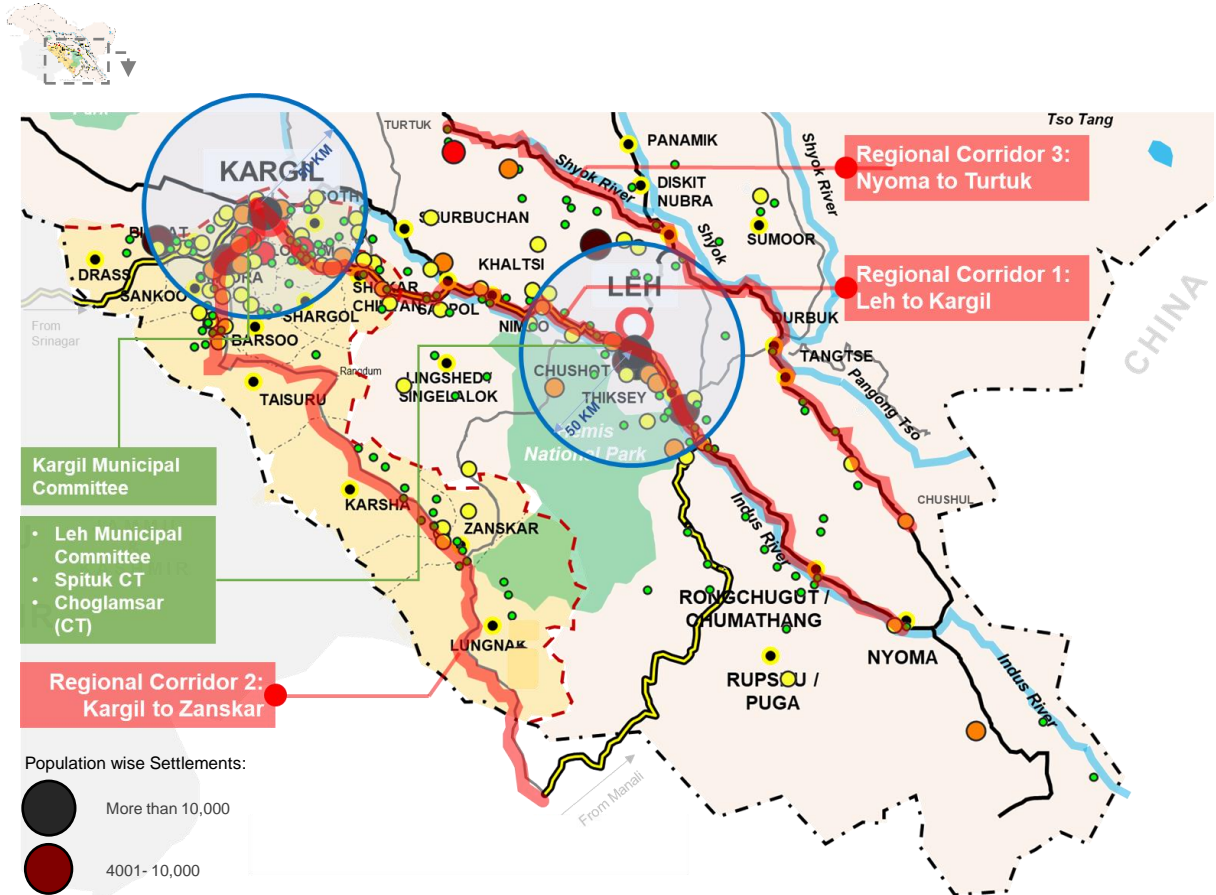 Tso Tang
TURTUK
PANAMIK
Shyok River
Shyok River
Regional Corridor 3:
Nyoma to Turtuk
KARGIL
DISKIT
NUBRA
Shyok
SUMOOR
KHALTSI
DRASS
LEH
Regional Corridor 1:
Leh to Kargil
SANKOO
SHARGOL
From
Srinagar
BARSOO
DURBUK
TANGTSE
CHINA
Rangdum
LINGSHED/
SINGELALOK
CHUSHOT
THIKSEY
50 KM
TAISURU
Pangong Tso
Hemis
National Park
Kargil Municipal
Committee
KARSHA
Indus River
CHUSHUL
ZANSKAR
• Leh Municipal
Committee
• Spituk CT
• Choglamsar
(CT)
RONGCHUGUT /
CHUMATHANG
LUNGNAK
NYOMA
Indus River
RUPSHU /
PUGA
Regional Corridor 2:
Kargil to Zanskar
From Manali
Population wise Settlements:
More than 10,000
4001- 10,000